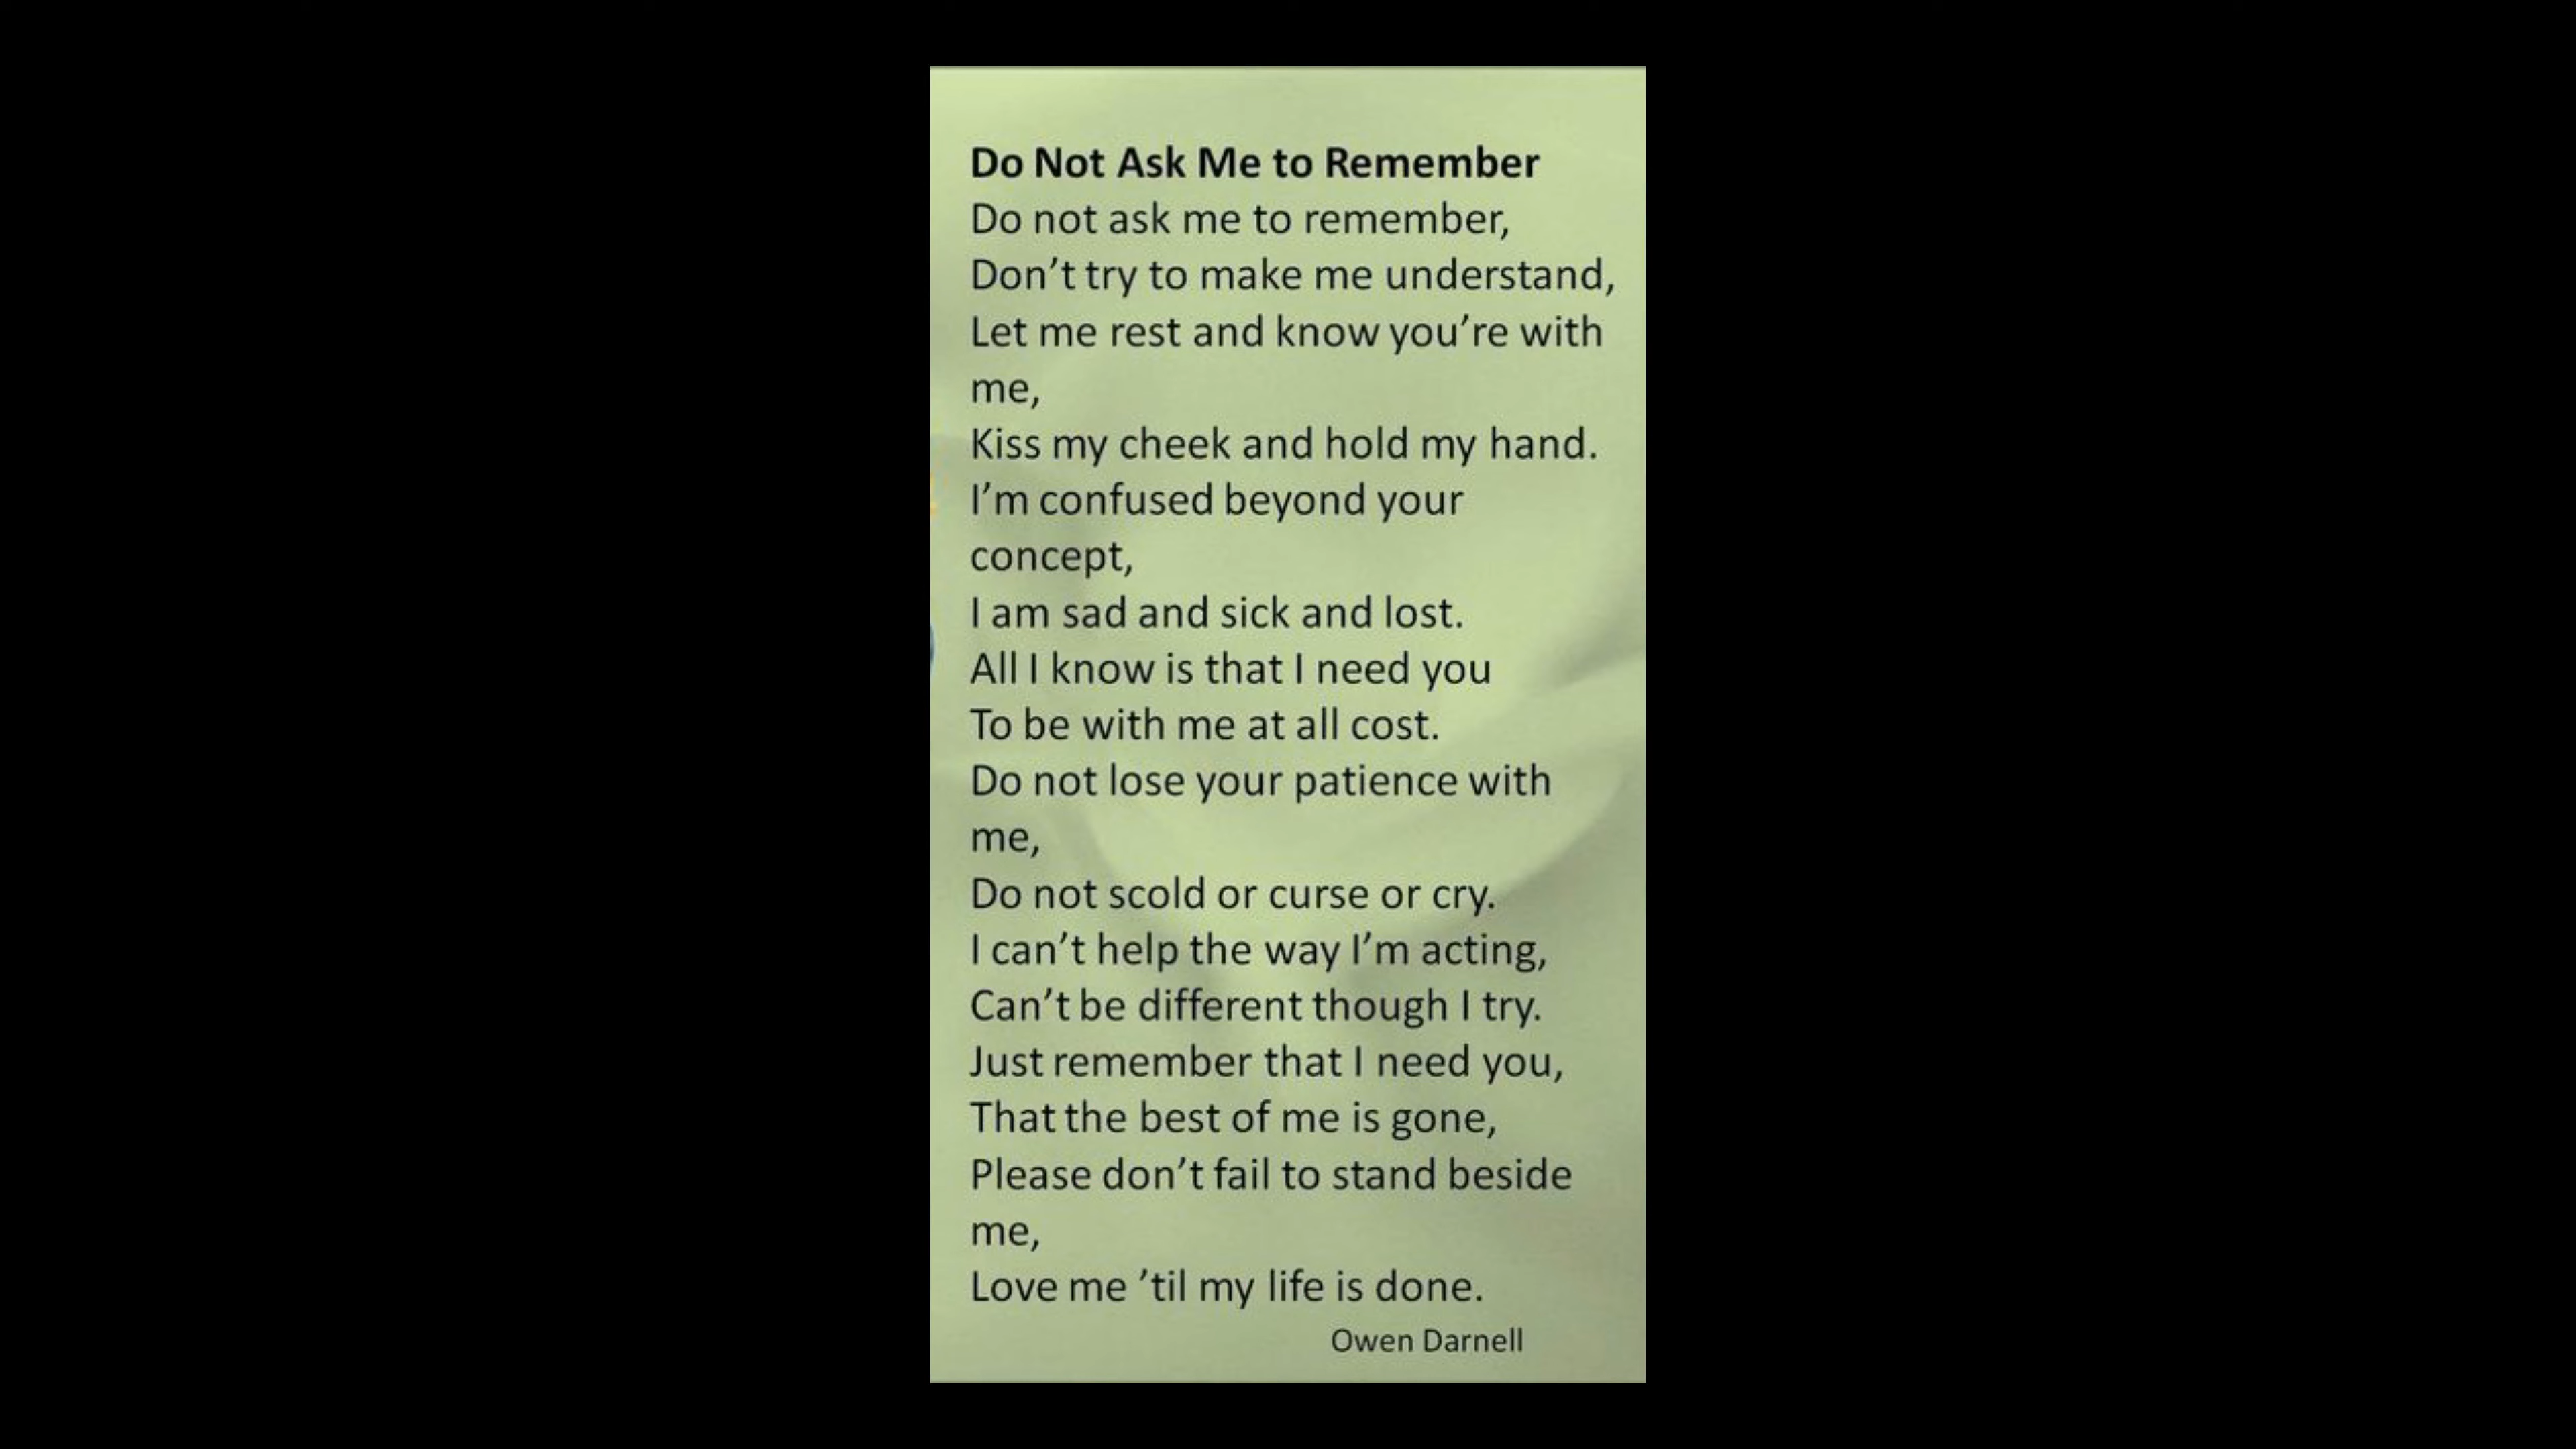 Do Not Ask Me to Remember
Do not ask me to remember,
Don’t try to make me understand,
Let me rest and know you’re with
me,
Kiss my cheek and hold my hand.
I’m confused beyond your
concept,
I am sad and sick and lost.
All I know is that I need you
To be with me at all cost.
Do not lose your patience with
me,
Do not scold or curse or cry.
I can’t help the way I’m acting,
Can’t be different though I try.
Just remember that I need you,
That the best of me is gone,
Please don’t fail to stand beside
me,
Love me ’til my life is done.
Owen Darnell